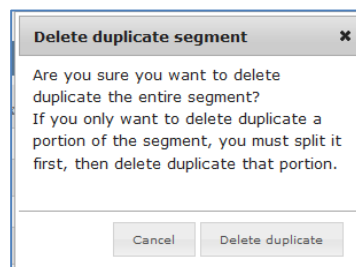 Delete duplicate segment
Are you sure you want to delete
duplicate the entire segment?
If you only want to delete duplicate a
portion of the segment, you must split it
first, then delete duplicate that portion.
Cancel Delete duplicate